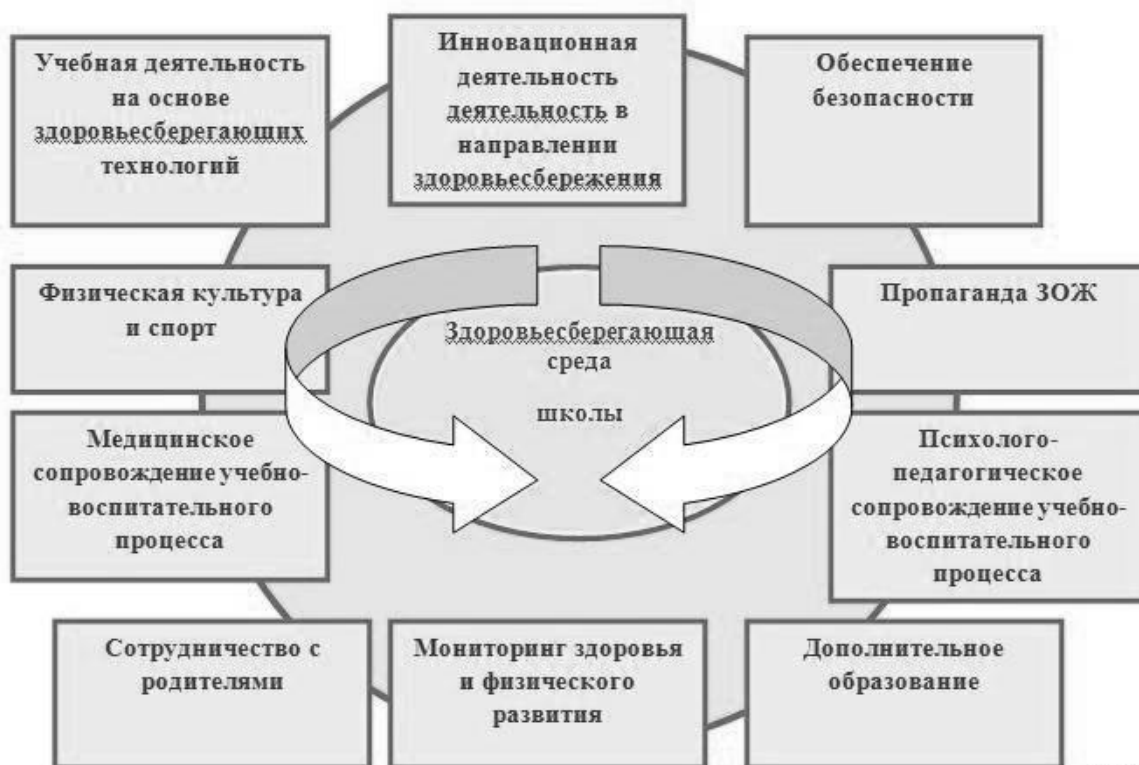 Учебная деятельность
на основе
здоровьесберегающих
технологий
Инновационная
деятельность
деятельность в
направлении
здоровьесбережения
Обеспечение
безопасности
Физическая культура
и спорт
Здоровьесберегающая
среда
школы
Пропаганда ЗОЖ
Медицинское
сопровождение учебно-
воспитательного
процесса
Психолого-
педагогическое
сопровождение учебно-
воспитательного
процесса
Сотрудничество с
родителями
Мониторинг здоровья
и физического
развития
Дополнительное
образование